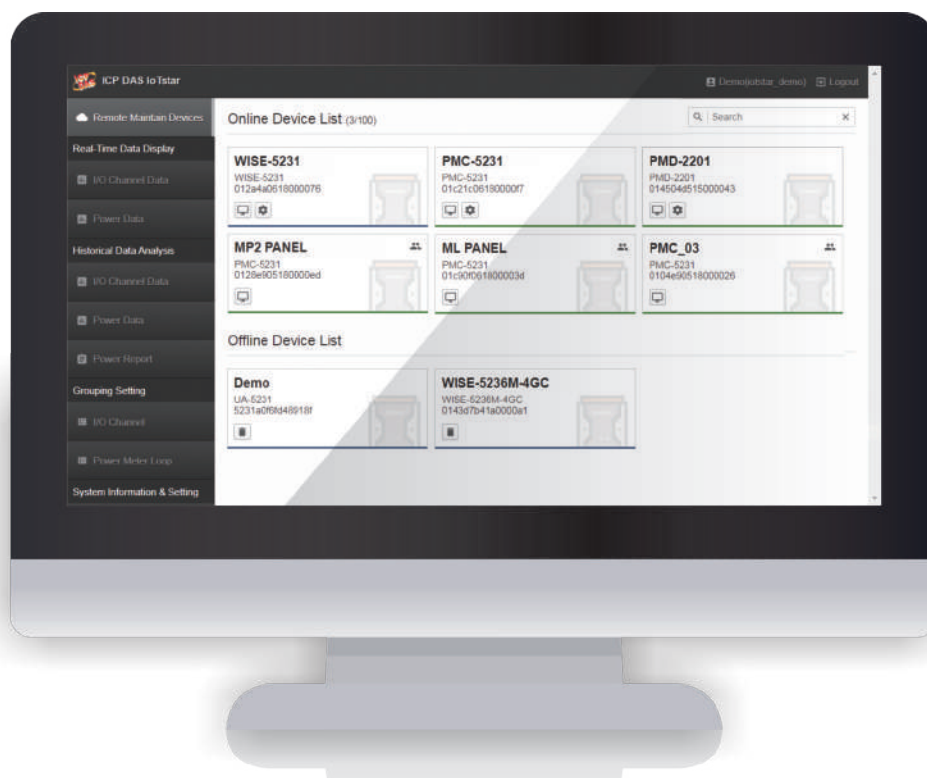 ICP DAS IoTstar
Demo(iotstar_demo) Logout
Remote Maintain Devices
Real-Time Data Display
I/O Channel Data
Power Data
Historical Data Analysis
I/O Channel Data
Power Data
Power Report
Grouping Setting
I/O Channel
Power Meter Loop
System Information & Setting
Online Device List (3/100)
Search
WISE-5231
WISE-5231
012a4a0618000076
PMC-5231
PMC-5231
01c21c06180000f7
PMD-2201
PMD-2201
014504d515000043
MP2 PANEL
PMC-5231
0128e905180000ed
ML PANEL
PMC-5231
01c90f061800003d
PMC_03
PMC-5231
0104e90518000026
Offline Device List
Demo
UA-5231
5231a0f6fd48918f
WISE-5236M-4GC
WISE-5236M-4GC
0143d7b41a0000a1